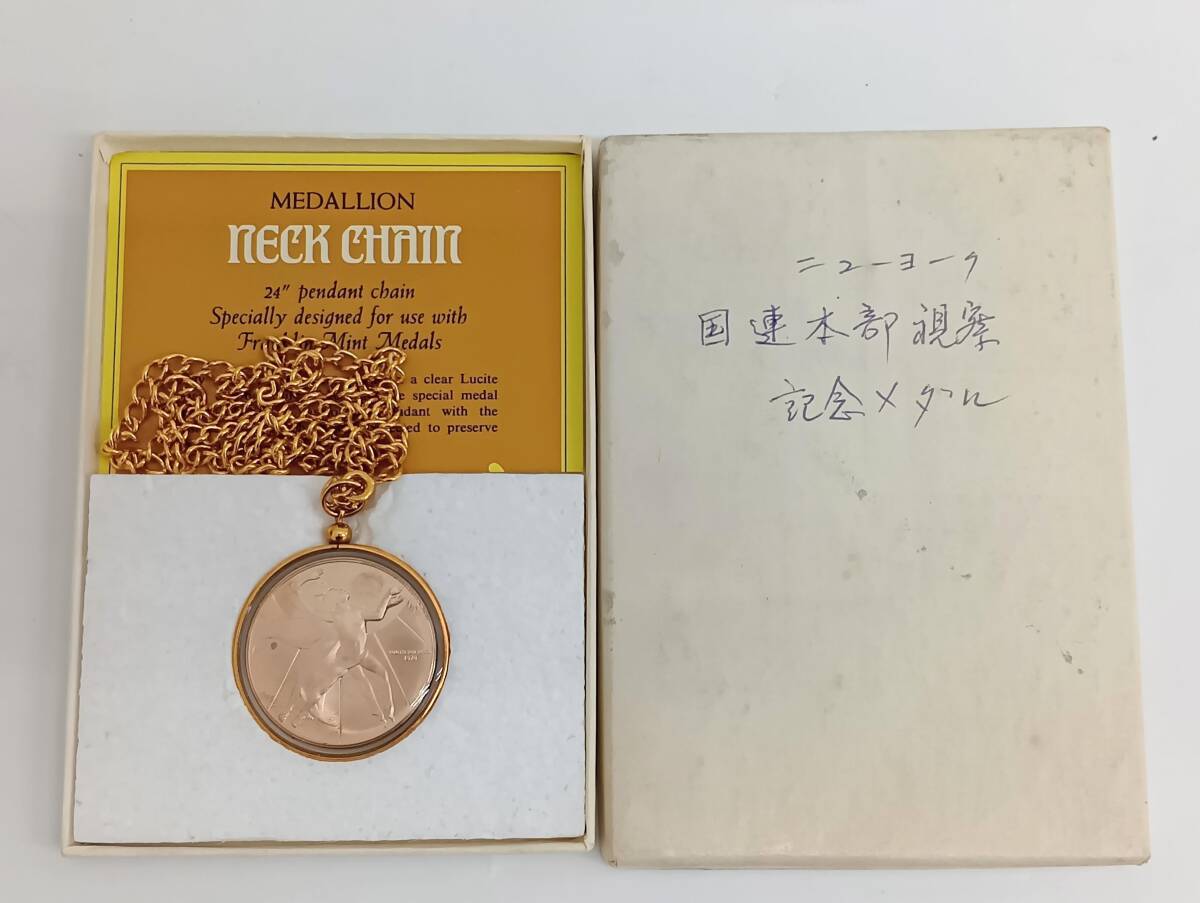 MEDALLION
NECK CHAIN
24" pendant chain
Specially designed for use with
Franklin Mint Medals
a clear Lucite
special medal
with the
to preserve
1974
ニューヨーク
国連本部視察
記念メダル